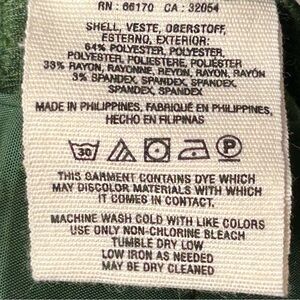 RN : 66170 CA : 32054
SHELL, VESTE, OBERSTOFF,
ESTERNO, EXTERIOR:
64% POLYESTER, POLYESTER,
POLYESTER, POLIESTERE, POLIÉSTER
33% RAYON, RAYONNE, REYON, RAYON, RAYÓN
3% SPANDEX, SPANDEX, SPANDEX,
SPANDEX, SPANDEX
MADE IN PHILIPPINES, FABRIQUÉ EN PHILIPPINES,
HECHO EN FILIPINAS
30 P
THIS GARMENT CONTAINS DYE WHICH
MAY DISCOLOR MATERIALS WITH WHICH
IT COMES IN CONTACT.
MACHINE WASH COLD WITH LIKE COLORS
USE ONLY NON-CHLORINE BLEACH
TUMBLE DRY LOW
LOW IRON AS NEEDED
MAY BE DRY CLEANED